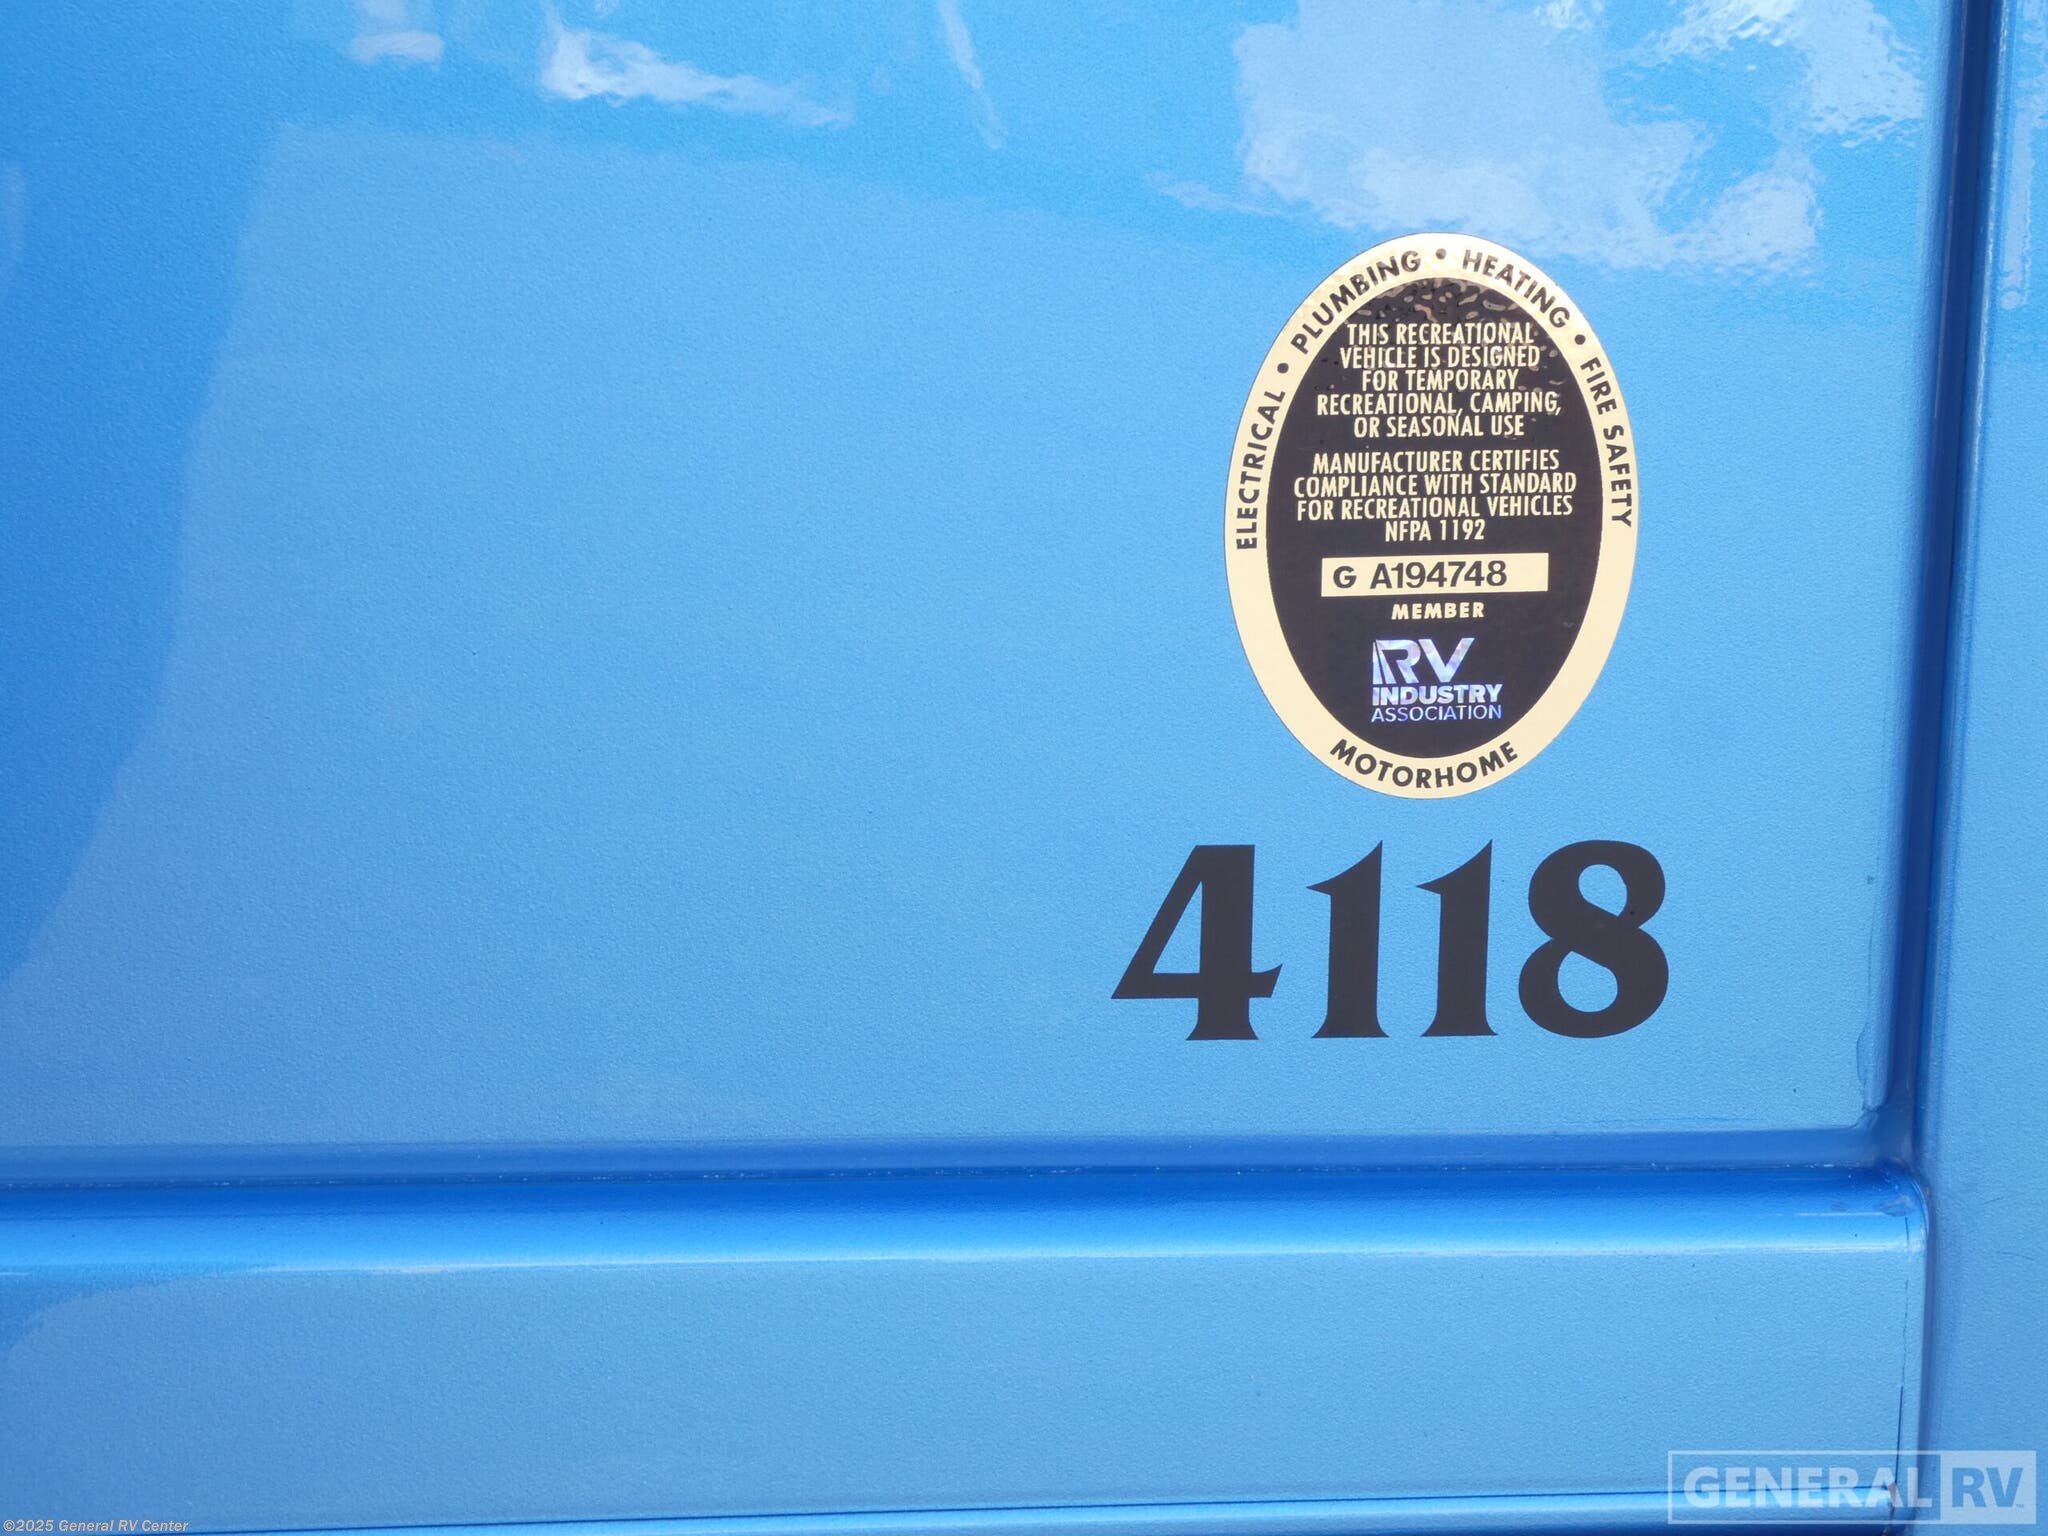 ELECTRICAL • PLUMBING • HEATING • FIRE SAFETY
THIS RECREATIONAL
VEHICLE IS DESIGNED
FOR TEMPORARY
RECREATIONAL, CAMPING,
OR SEASONAL USE
MANUFACTURER CERTIFIES
COMPLIANCE WITH STANDARD
FOR RECREATIONAL VEHICLES
NFPA 1192
G A194748
MEMBER
RV
INDUSTRY
ASSOCIATION
MOTORHOME
4118
GENERAL RV
©2025 General RV Center